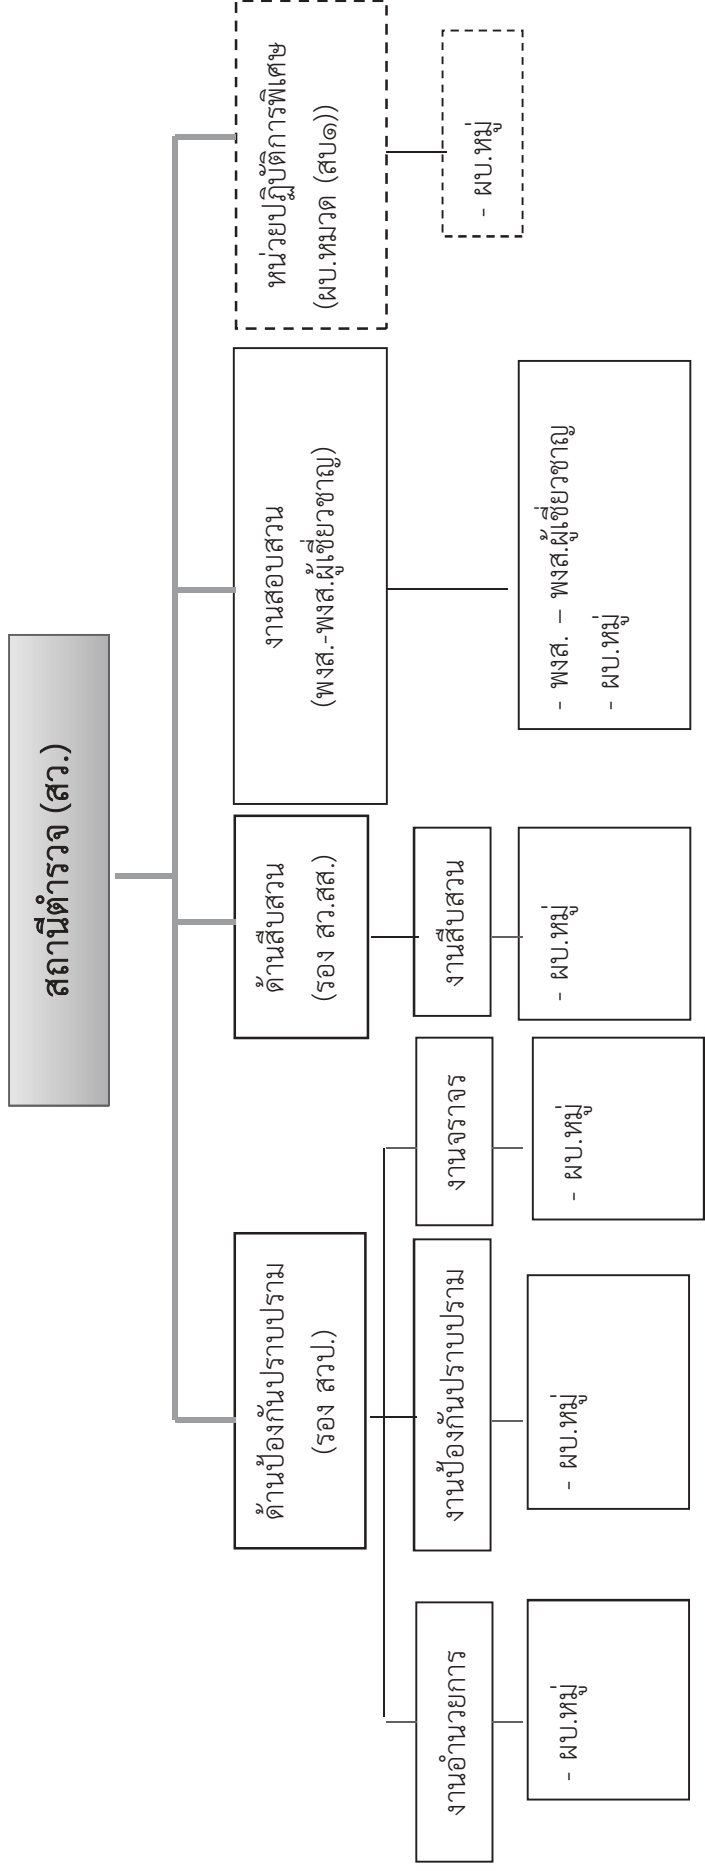 สถานีตำรวจ (สว.)
ด้านป้องกันปราบปราม
(รอง สวป.)
ด้านสืบสวน
(รอง สว.สส.)
งานสอบสวน
(พงส.-พงส.ผู้เชี่ยวชาญ)
หน่วยปฏิบัติการพิเศษ
(ผบ.หมวด (สบ๑))
งานอำนวยการ
งานป้องกันปราบปราม
งานจราจร
งานสืบสวน
- ผบ.หมู่
- ผบ.หมู่
- ผบ.หมู่
- ผบ.หมู่
- พงส. – พงส.ผู้เชี่ยวชาญ
- ผบ.หมู่
- ผบ.หมู่